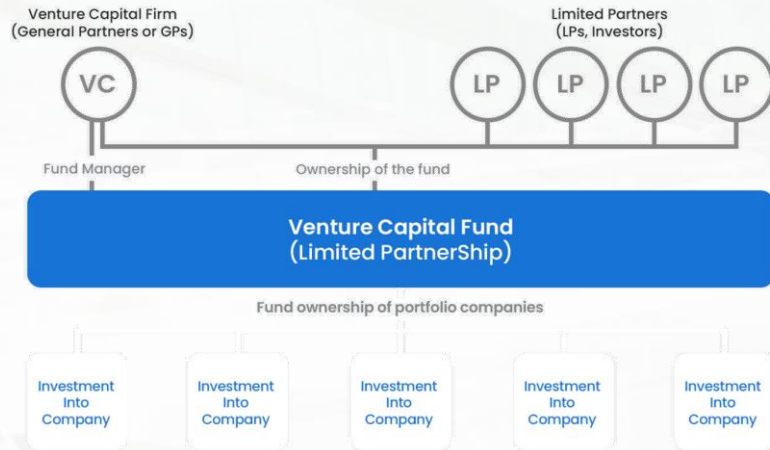 Venture Capital Firm
(General Partners or GPs)
Limited Partners
(LPs, Investors)
VC
LP
LP
LP
LP
Fund Manager
Ownership of the fund
Venture Capital Fund
(Limited PartnerShip)
Fund ownership of portfolio companies
Investment
Into
Company
Investment
Into
Company
Investment
Into
Company
Investment
Into
Company
Investment
Into
Company